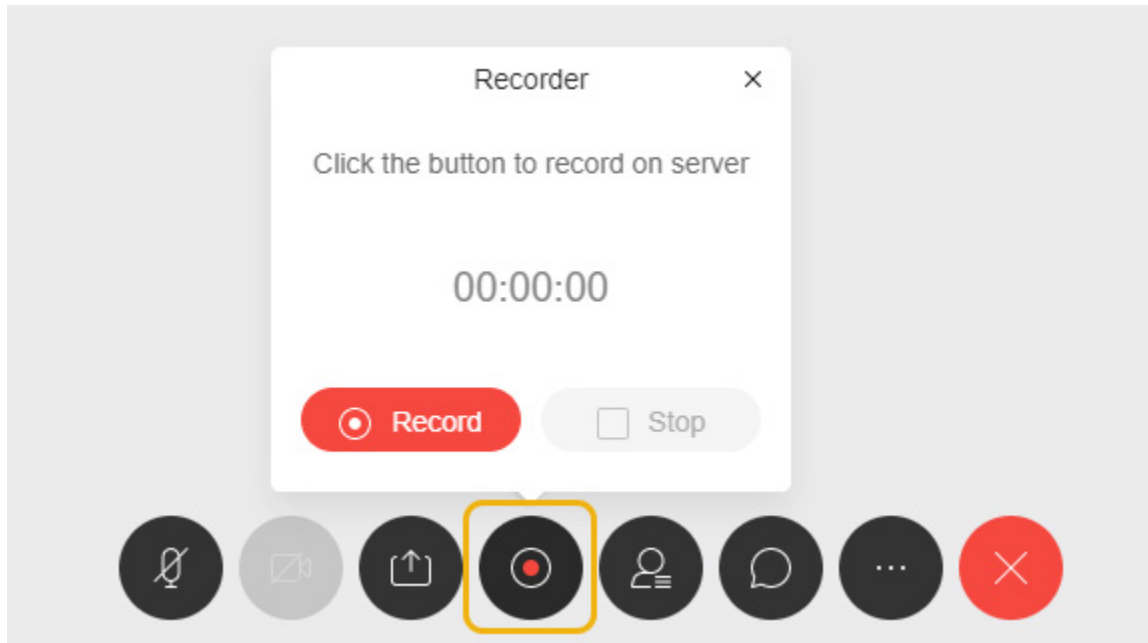 Recorder
Click the button to record on server
00:00:00
Record
Stop